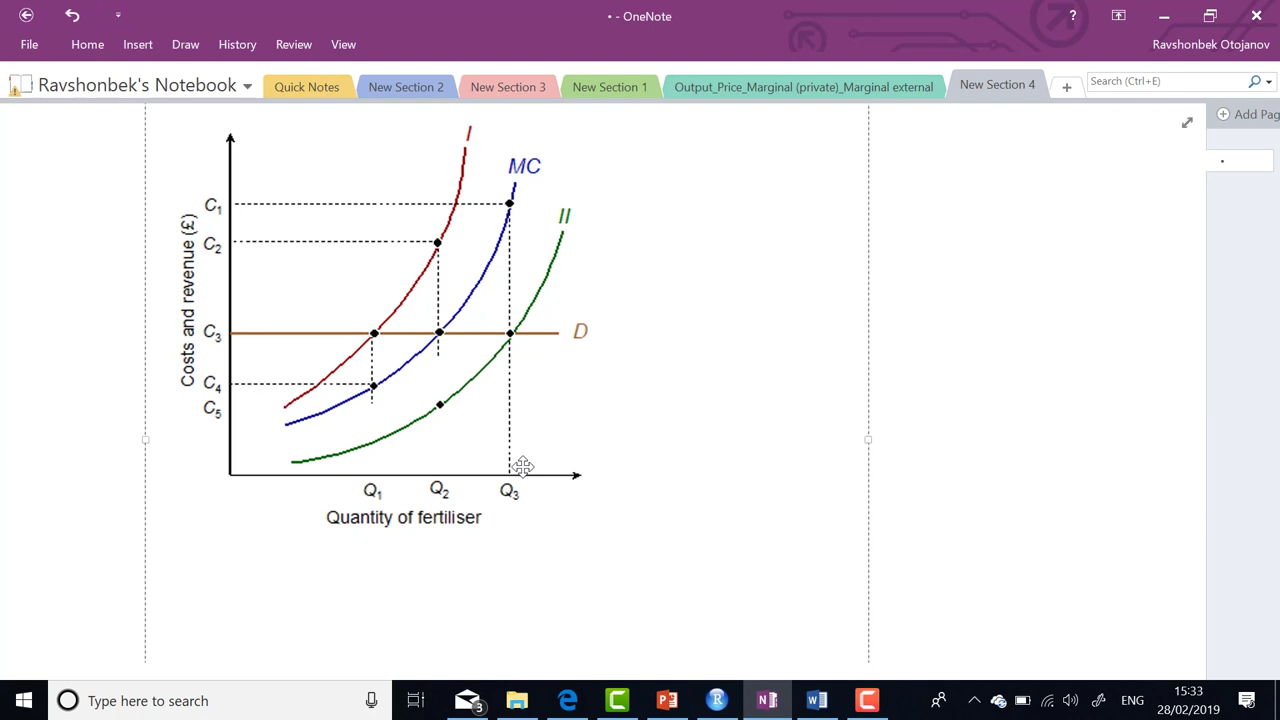 • - OneNote
?
File Home Insert Draw History Review View
Ravshonbek Otojanov
Ravshonbek's Notebook
Quick Notes
New Section 2
New Section 3
New Section 1
Output_Price_Marginal (private)_Marginal external
New Section 4
+
Search (Ctrl+E)
Add Pag
•
I
MC
II
C1
C2
C3
C4
C5
Costs and revenue (£)
D
Q1 Q2 Q3
Quantity of fertiliser
Type here to search
3
ENG
15:33
28/02/2019